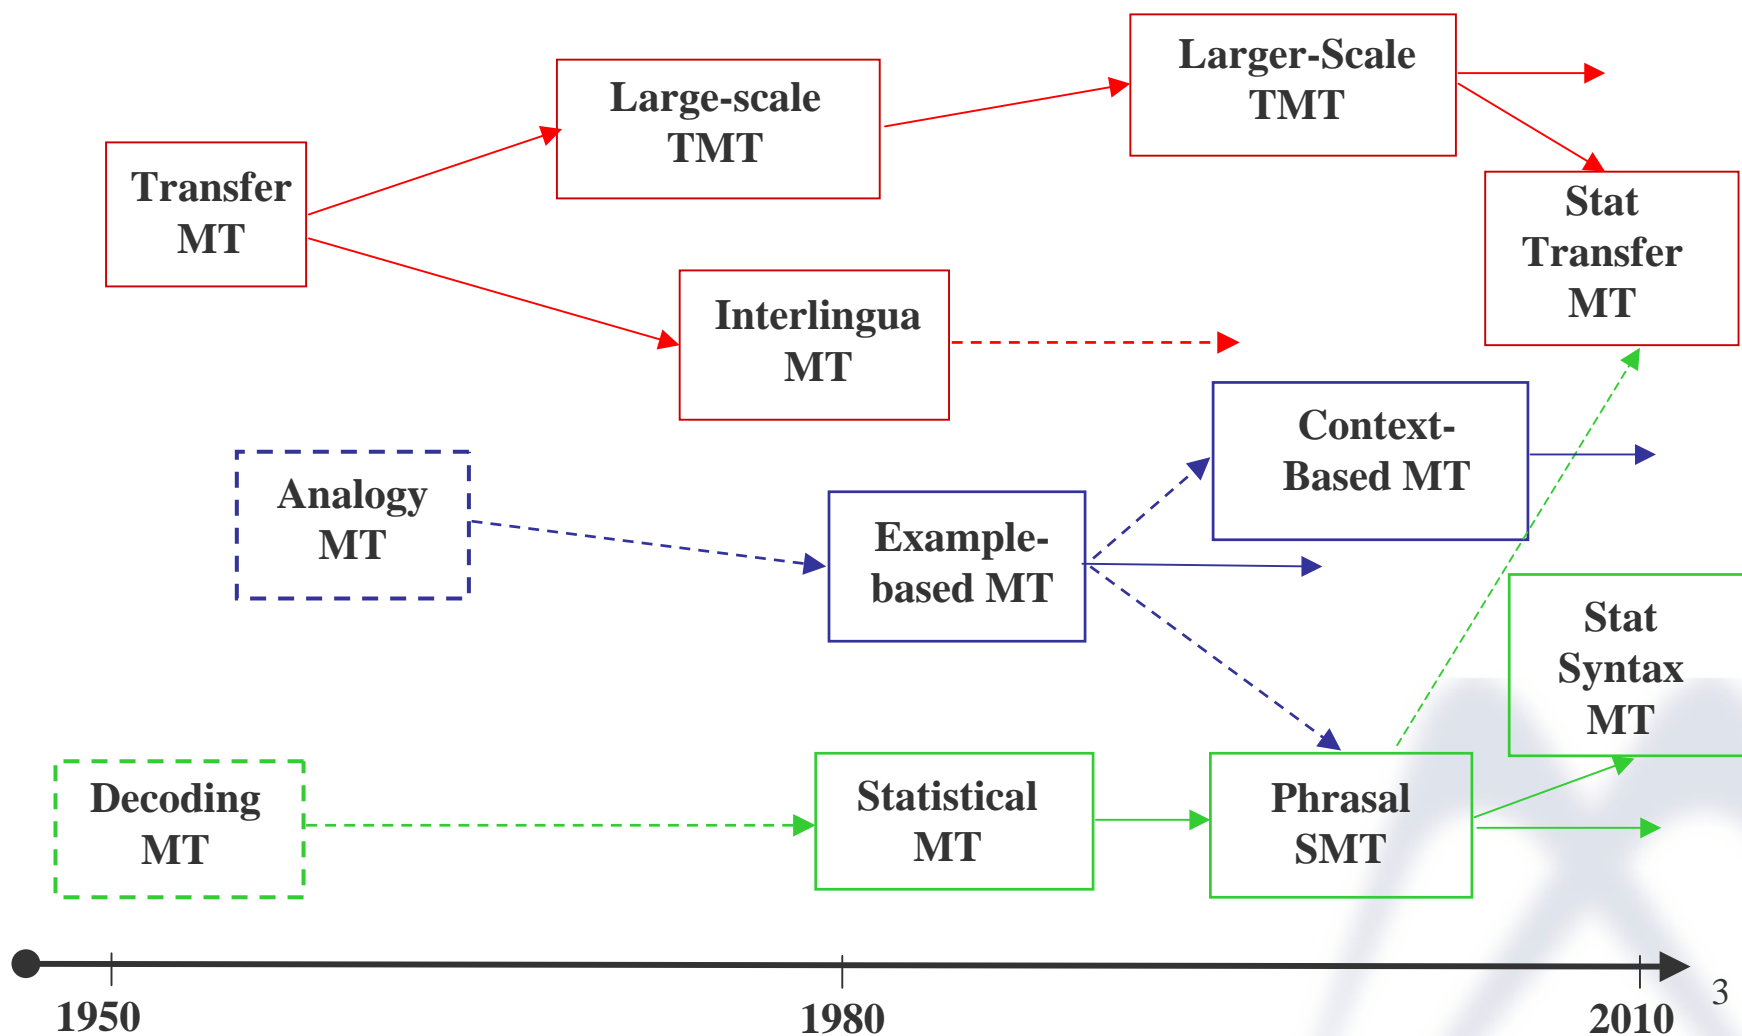 Larger-Scale
TMT
Large-scale
TMT
Transfer
MT
Stat
Transfer
MT
Interlingua
MT
Context-
Based MT
Analogy
MT
Example-
based MT
Stat
Syntax
MT
Decoding
MT
Statistical
MT
Phrasal
SMT
1950
1980
2010
3